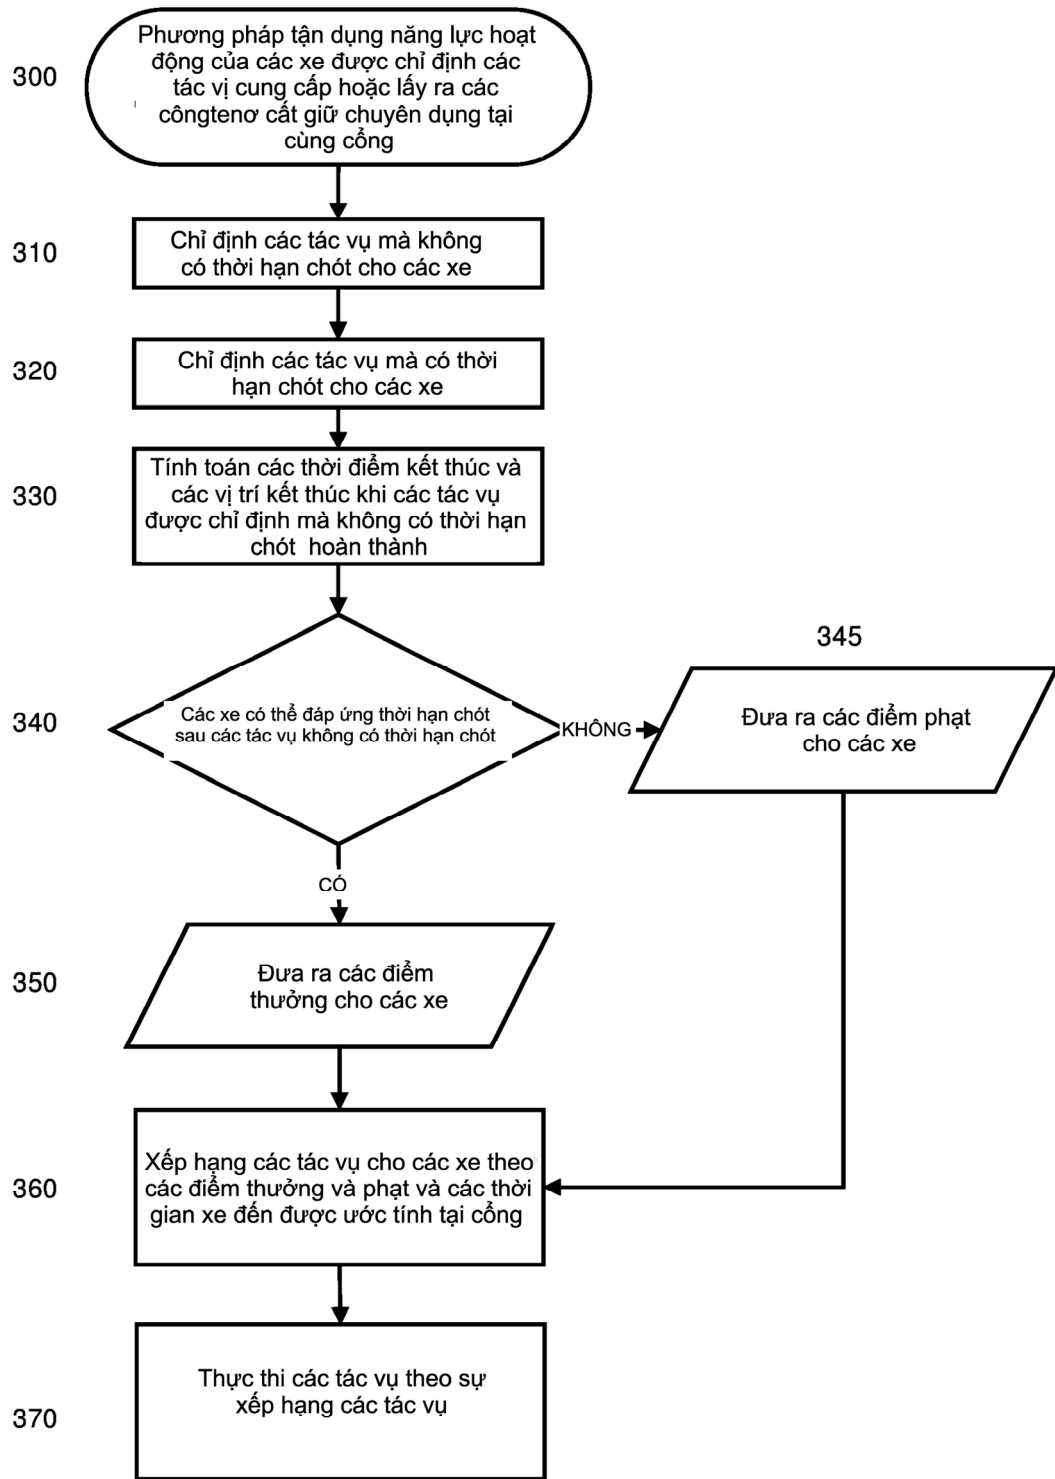 300
Phương pháp tận dụng năng lực hoạt
động của các xe được chỉ định các
tác vị cung cấp hoặc lấy ra các
côngtenơ cất giữ chuyên dụng tại
cùng cổng
310
Chỉ định các tác vụ mà không
có thời hạn chót cho các xe
320
Chỉ định các tác vụ mà có thời
hạn chót cho các xe
330
Tính toán các thời điểm kết thúc và
các vị trí kết thúc khi các tác vụ
được chỉ định mà không có thời hạn
chót hoàn thành
340
Các xe có thể đáp ứng thời hạn chót
sau các tác vụ không có thời hạn chót
KHÔNG
345
Đưa ra các điểm phạt
cho các xe
CÓ
350
Đưa ra các điểm
thưởng cho các xe
360
Xếp hạng các tác vụ cho các xe theo
các điểm thưởng và phạt và các thời
gian xe đến được ước tính tại cổng
370
Thực thi các tác vụ theo sự
xếp hạng các tác vụ